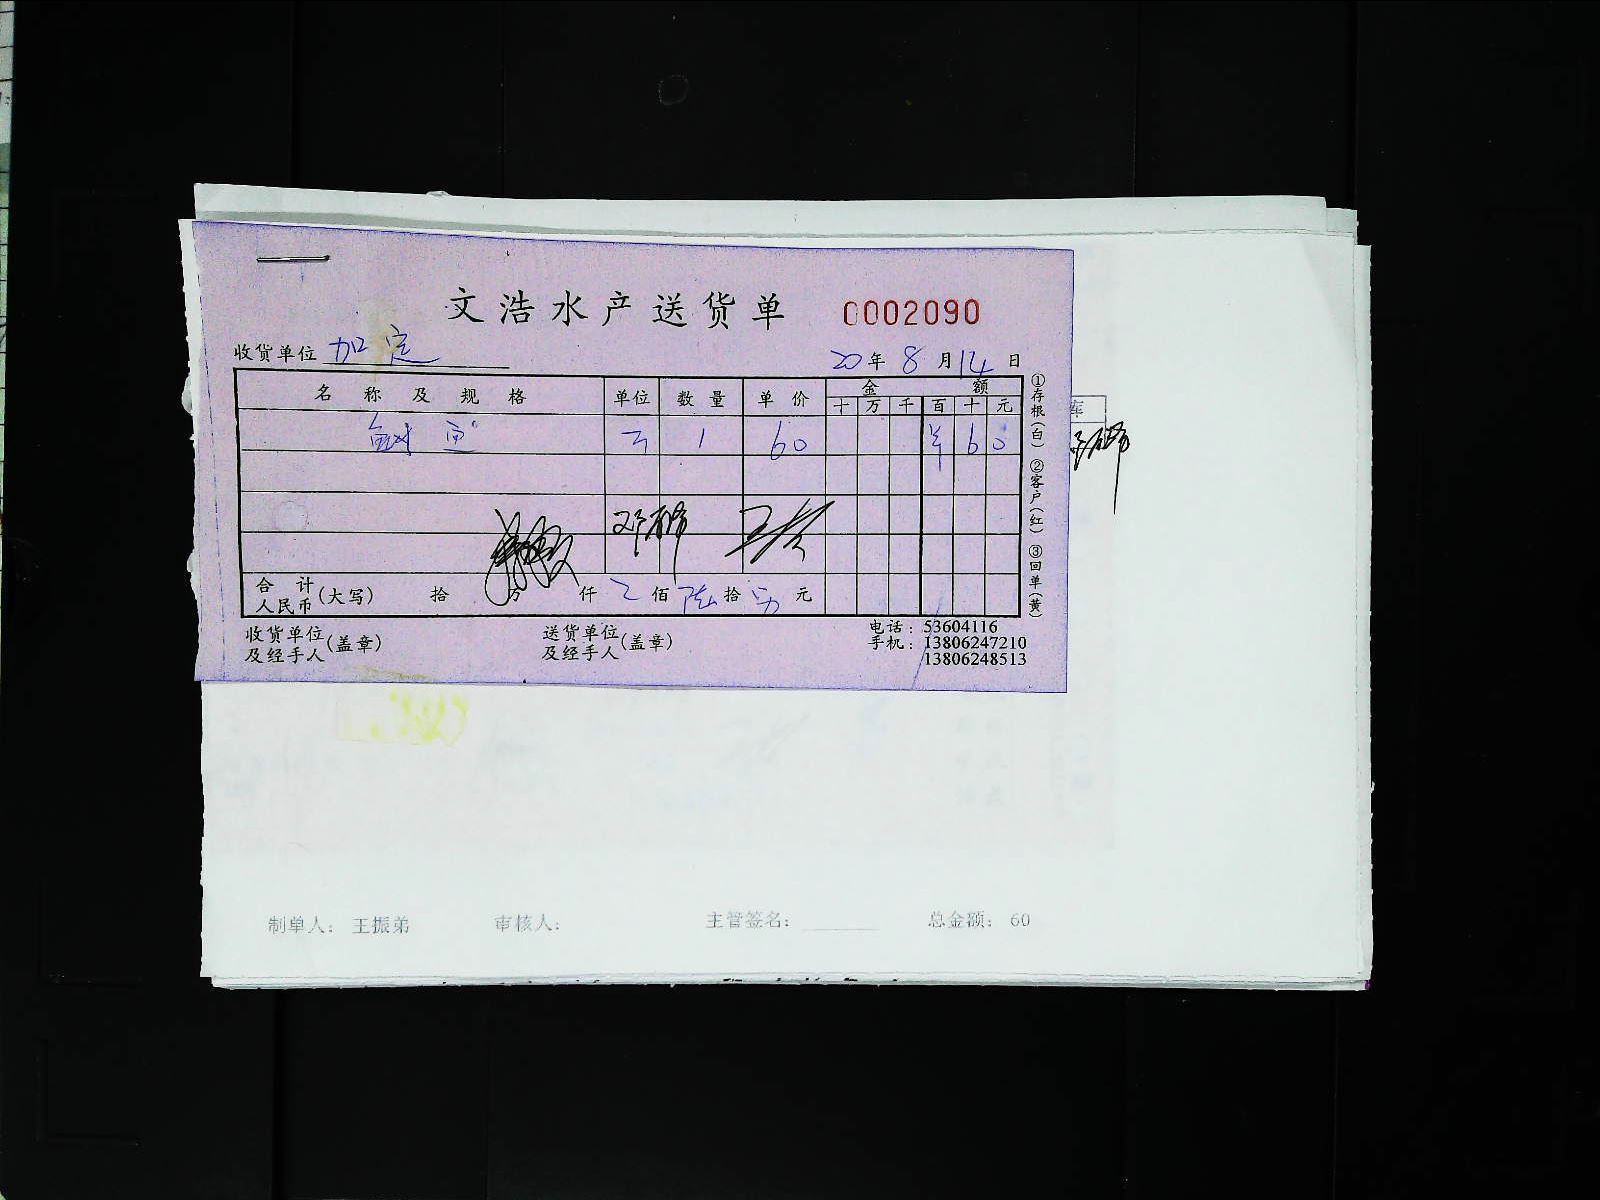 文浩水产送货单 0002090
收货单位 加定 20年8月14日
名称及规格 单位 数量 单价 金额
十 万 千 百 十 元
1 60 ¥60
合计人民币(大写) 拾 万 仟 佰 陆拾 元
收货单位及经手人(盖章) 送货单位及经手人(盖章)
电话：53604116
手机：13806247210
13806248513
①存根(白) ②客户(红) ③回单(黄)
库
制单人： 王振弟 审核人： 主管签名： 总金额： 60